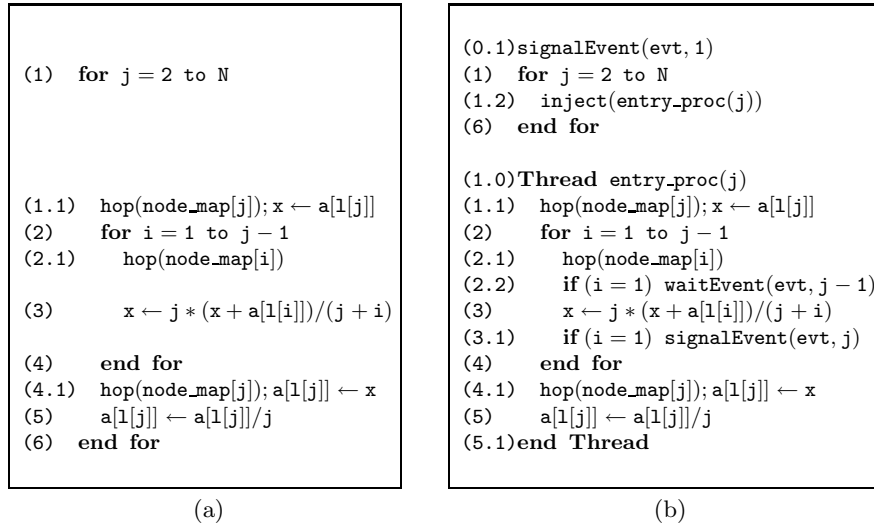 (1) for j = 2 to N
(1.1) hop(node_map[j]); x ← a[l[j]]
(2) for i = 1 to j − 1
(2.1) hop(node_map[i])
(3) x ← j ∗ (x + a[l[i]])/(j + i)
(4) end for
(4.1) hop(node_map[j]); a[l[j]] ← x
(5) a[l[j]] ← a[l[j]]/j
(6) end for
(a)
(0.1)signalEvent(evt, 1)
(1) for j = 2 to N
(1.2) inject(entry_proc(j))
(6) end for
(1.0)Thread entry_proc(j)
(1.1) hop(node_map[j]); x ← a[l[j]]
(2) for i = 1 to j − 1
(2.1) hop(node_map[i])
(2.2) if (i = 1) waitEvent(evt, j − 1)
(3) x ← j ∗ (x + a[l[i]])/(j + i)
(3.1) if (i = 1) signalEvent(evt, j)
(4) end for
(4.1) hop(node_map[j]); a[l[j]] ← x
(5) a[l[j]] ← a[l[j]]/j
(5.1)end Thread
(b)